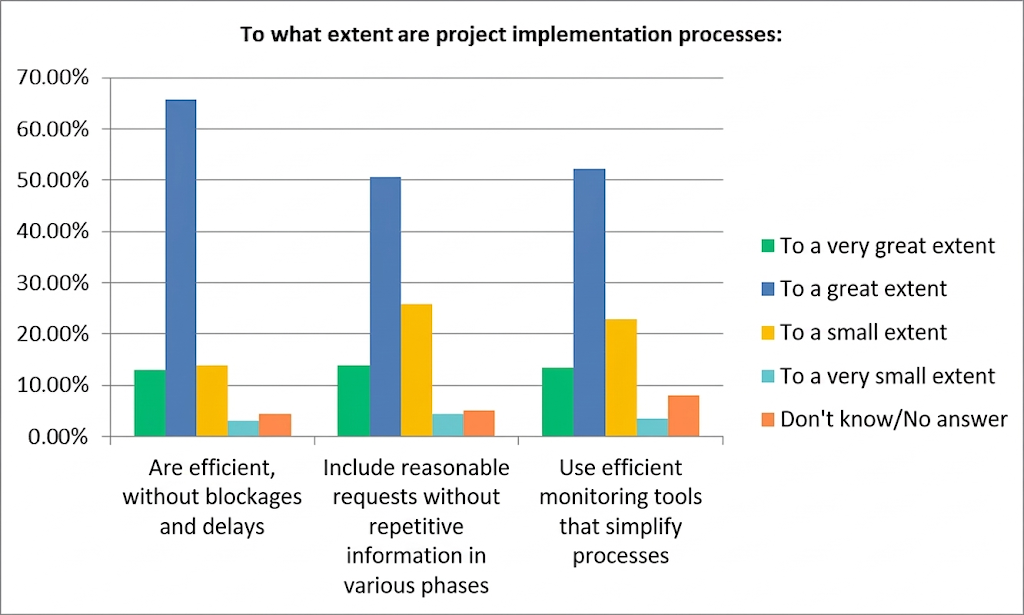 To what extent are project implementation processes:
70.00%
60.00%
50.00%
40.00%
30.00%
20.00%
10.00%
0.00%
Are efficient,
without blockages
and delays
Include reasonable
requests without
repetitive
information in
various phases
Use efficient
monitoring tools
that simplify
processes
To a very great extent
To a great extent
To a small extent
To a very small extent
Don't know/No answer